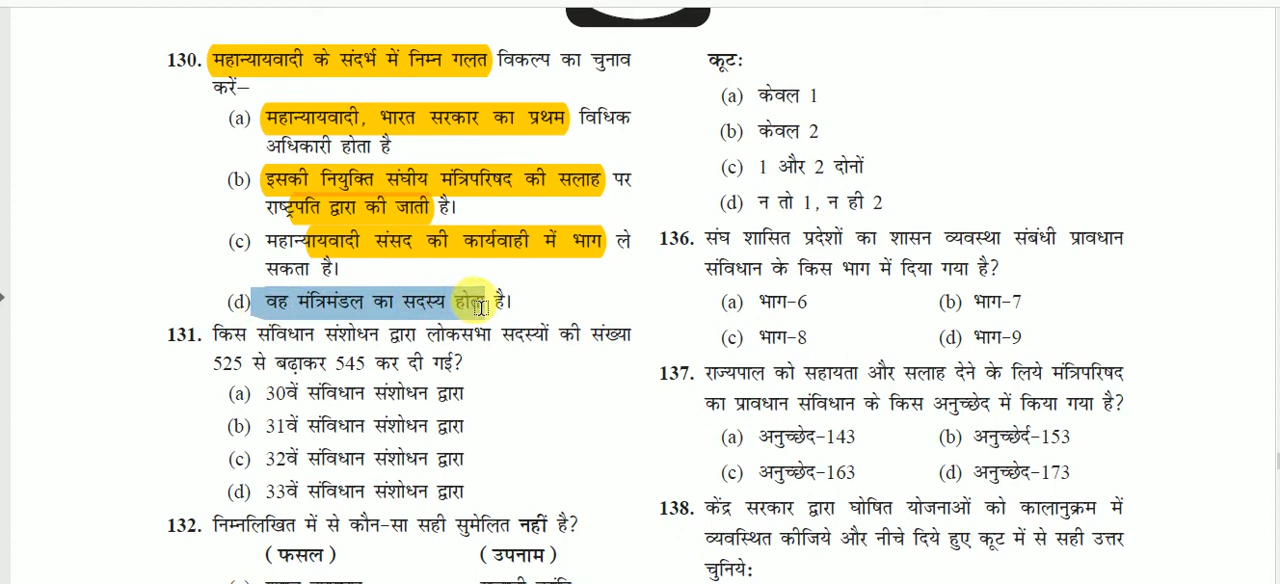 130. महान्यायवादी के संदर्भ में निम्न गलत विकल्प का चुनाव
करें–
(a) महान्यायवादी, भारत सरकार का प्रथम विधिक
अधिकारी होता है
(b) इसकी नियुक्ति संघीय मंत्रिपरिषद की सलाह पर
राष्ट्रपति द्वारा की जाती है।
(c) महान्यायवादी संसद की कार्यवाही में भाग ले
सकता है।
(d) वह मंत्रिमंडल का सदस्य होता है।
131. किस संविधान संशोधन द्वारा लोकसभा सदस्यों की संख्या
525 से बढ़ाकर 545 कर दी गई?
(a) 30वें संविधान संशोधन द्वारा
(b) 31वें संविधान संशोधन द्वारा
(c) 32वें संविधान संशोधन द्वारा
(d) 33वें संविधान संशोधन द्वारा
132. निम्नलिखित में से कौन-सा सही सुमेलित नहीं है?
(फसल) (उपनाम)
कूटः
(a) केवल 1
(b) केवल 2
(c) 1 और 2 दोनों
(d) न तो 1, न ही 2
136. संघ शासित प्रदेशों का शासन व्यवस्था संबंधी प्रावधान
संविधान के किस भाग में दिया गया है?
(a) भाग-6 (b) भाग-7
(c) भाग-8 (d) भाग-9
137. राज्यपाल को सहायता और सलाह देने के लिये मंत्रिपरिषद
का प्रावधान संविधान के किस अनुच्छेद में किया गया है?
(a) अनुच्छेद-143 (b) अनुच्छेर्द-153
(c) अनुच्छेद-163 (d) अनुच्छेद-173
138. केंद्र सरकार द्वारा घोषित योजनाओं को कालानुक्रम में
व्यवस्थित कीजिये और नीचे दिये हुए कूट में से सही उत्तर
चुनिये: